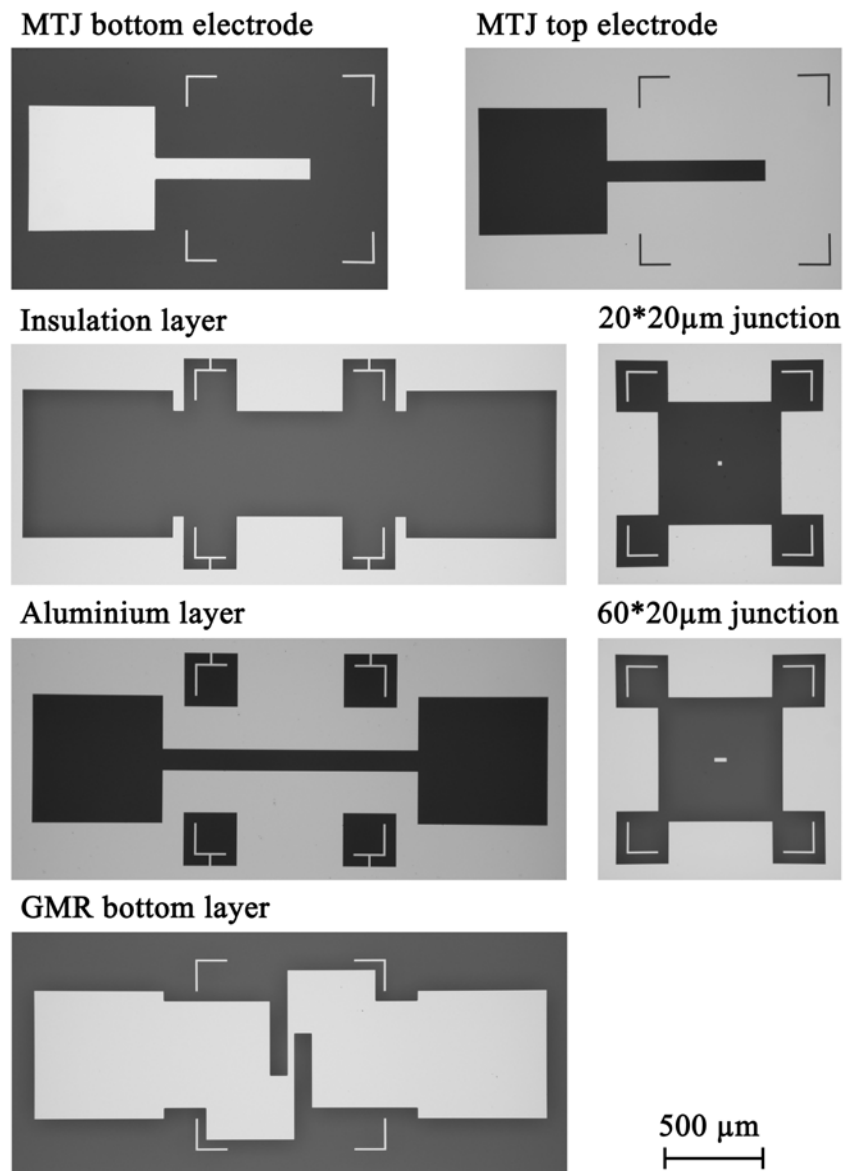 MTJ bottom electrode
MTJ top electrode
Insulation layer
20*20µm junction
Aluminium layer
60*20µm junction
GMR bottom layer
500 µm